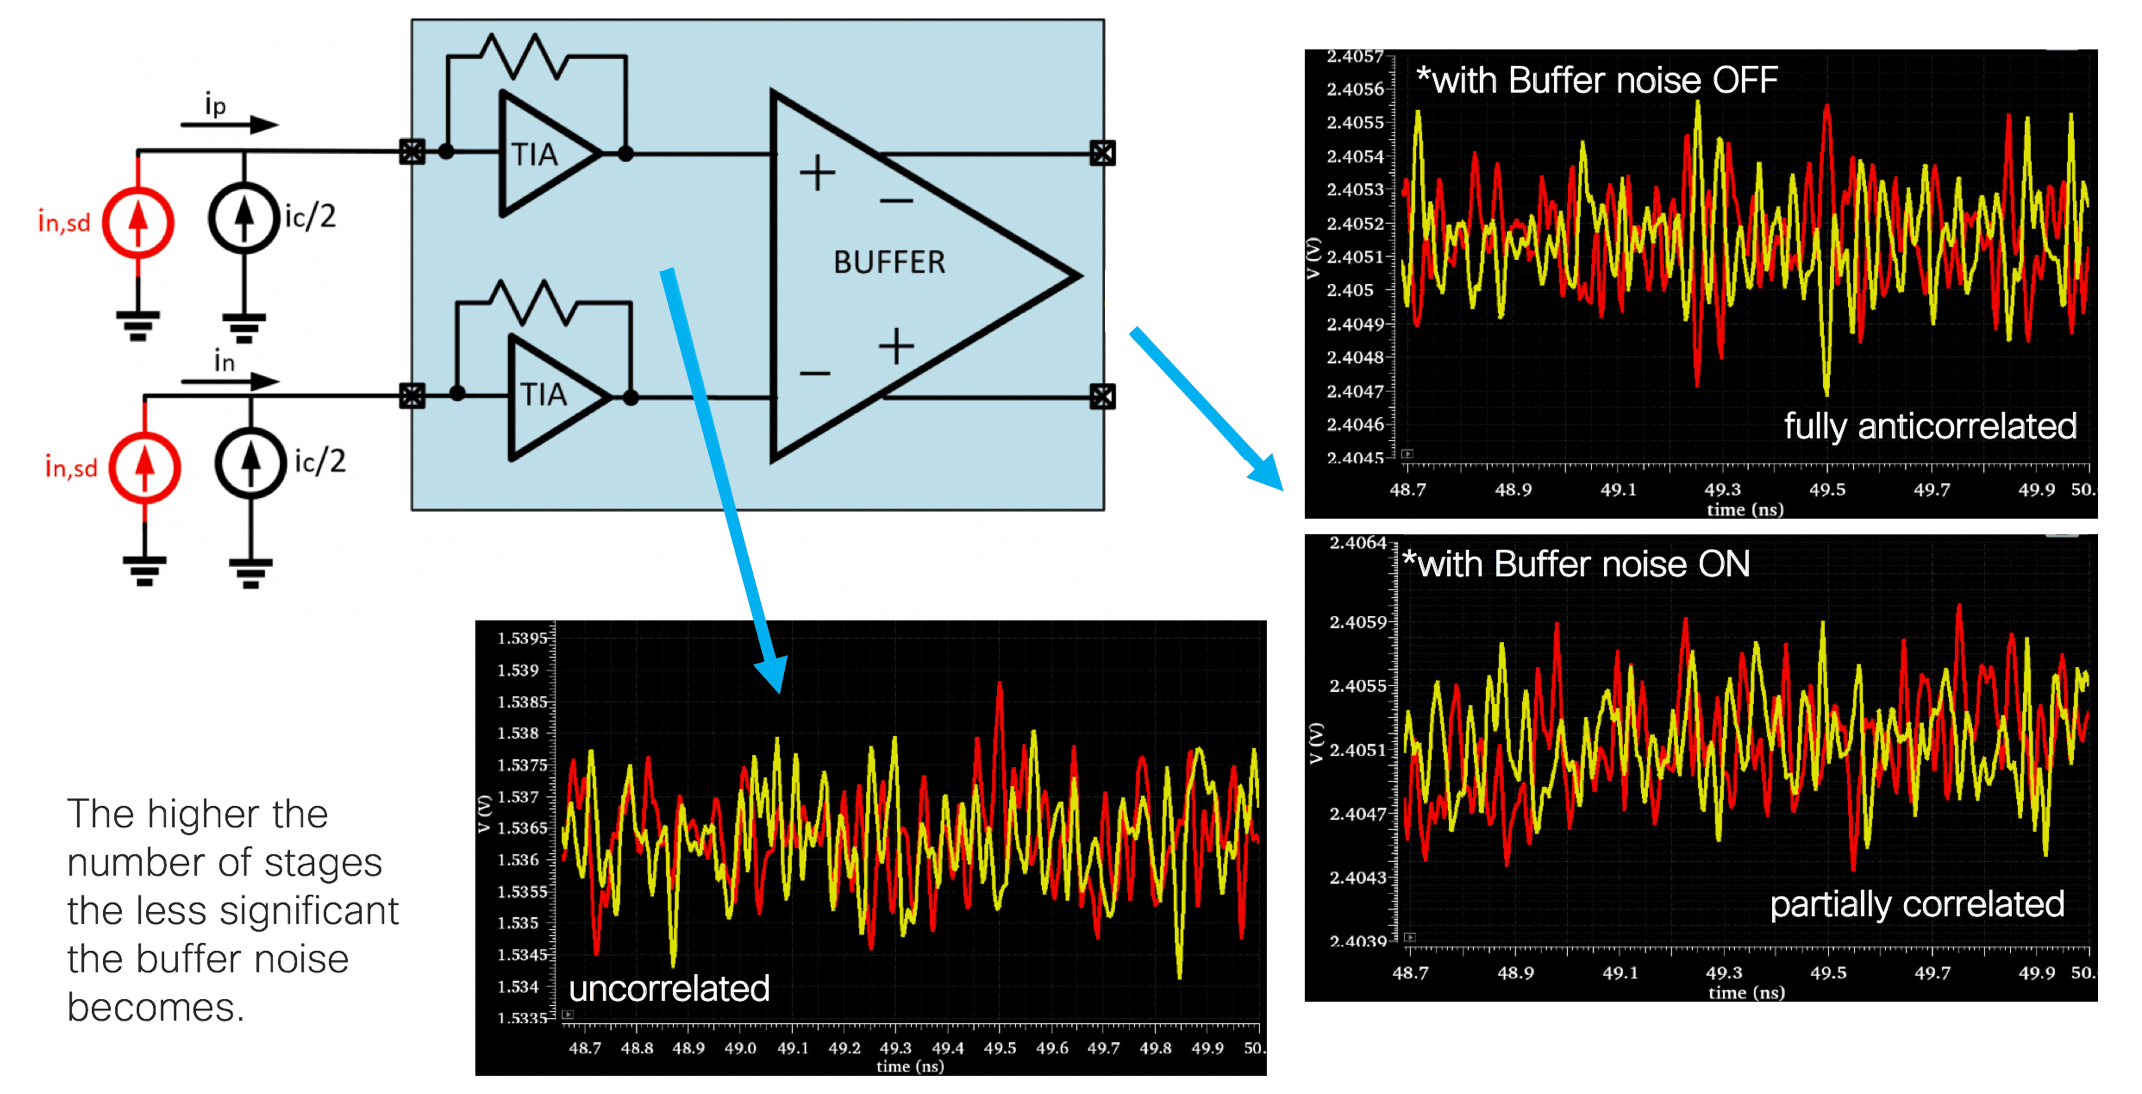 ip
in,sd
ic/2
TIA
in
in,sd
ic/2
TIA
+
−
BUFFER
−
+
*with Buffer noise OFF
2.4057
2.4056
2.4055
2.4054
2.4053
2.4052
2.4051
2.405
2.4049
2.4048
2.4047
2.4046
2.4045
V (V)
fully anticorrelated
48.7 48.9 49.1 49.3 49.5 49.7 49.9 50.
time (ns)
*with Buffer noise ON
2.4064
2.4059
2.4055
2.4051
2.4047
2.4043
2.4039
V (V)
partially correlated
48.7 48.9 49.1 49.3 49.5 49.7 49.9 50.
time (ns)
1.5395
1.539
1.5385
1.538
1.5375
1.537
1.5365
1.536
1.5355
1.535
1.5345
1.534
1.5335
V (V)
uncorrelated
48.7 48.8 48.9 49.0 49.1 49.2 49.3 49.4 49.5 49.6 49.7 49.8 49.9 50.
time (ns)
The higher the
number of stages
the less significant
the buffer noise
becomes.